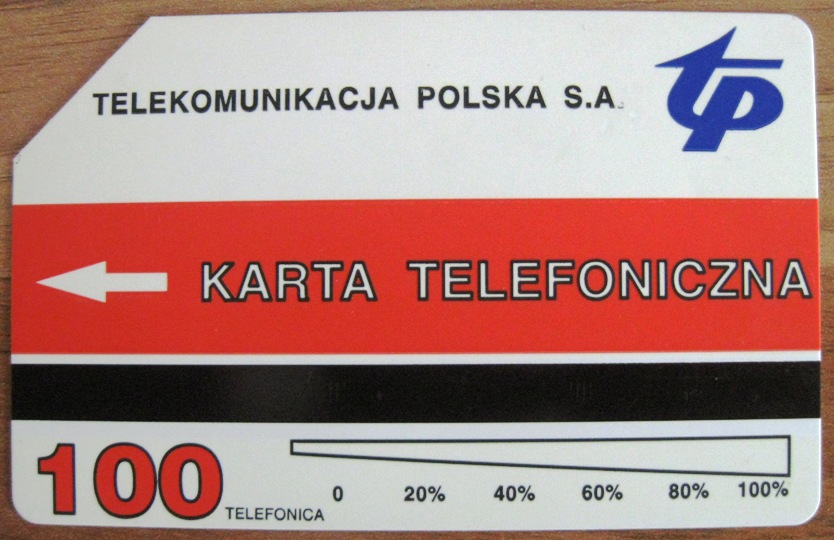 TELEKOMUNIKACJA POLSKA S.A.
tp
KARTA TELEFONICZNA
100
TELEFONICA
0 20% 40% 60% 80% 100%